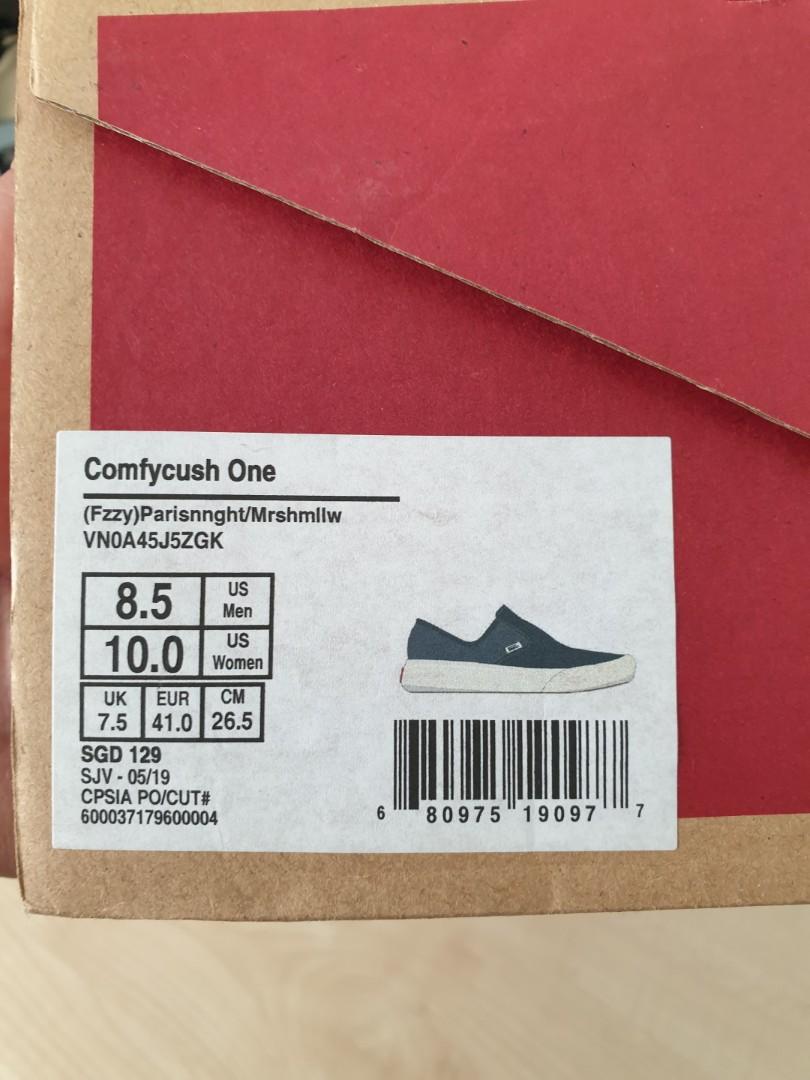 Comfycush One
(Fzzy)Parisnnght/Mrshmllw
VN0A45J5ZGK
8.5 US Men
10.0 US Women
UK EUR CM
7.5 41.0 26.5
SGD 129
SJV - 05/19
CPSIA PO/CUT#
600037179600004
6 80975 19097 7